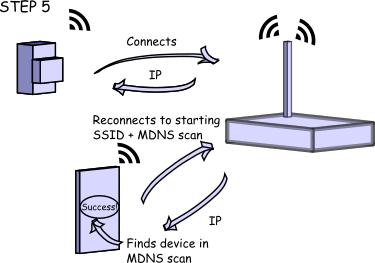 STEP 5
Connects
IP
Reconnects to starting
SSID + MDNS scan
Success!
IP
Finds device in
MDNS scan